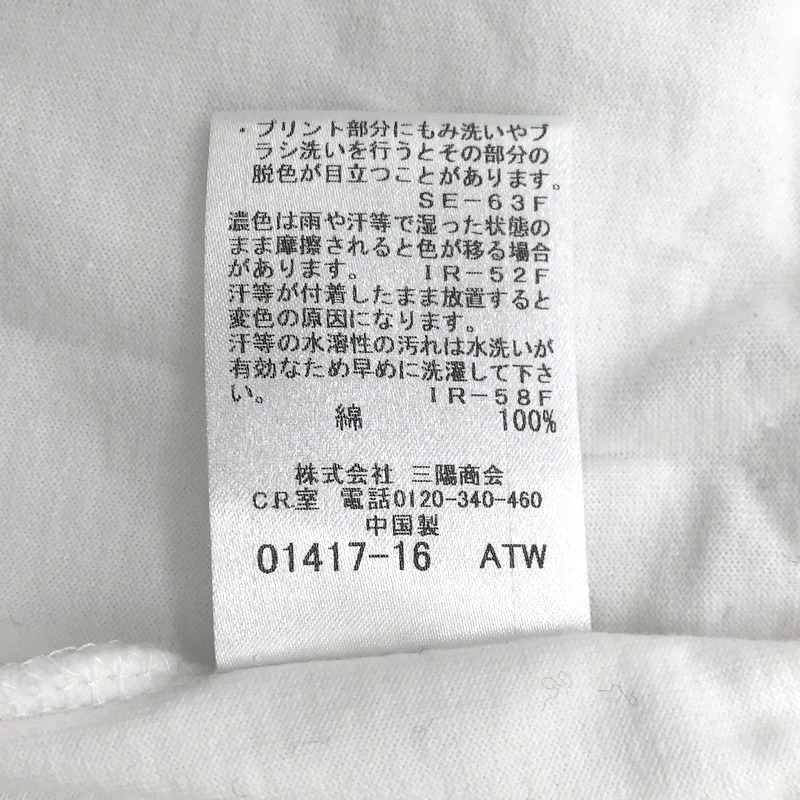 ・プリント部分にもみ洗いやブ
ラシ洗いを行うとその部分の
脱色が目立つことがあります。
SE-63F
濃色は雨や汗等で湿った状態の
まま摩擦されると色が移る場合
があります。 IR-52F
汗等が付着したまま放置すると
変色の原因になります。
汗等の水溶性の汚れは水洗いが
有効なため早めに洗濯して下さ
い。 IR-58F
綿 100%
株式会社 三陽商会
C.R.室 電話0120-340-460
中国製
01417-16 ATW